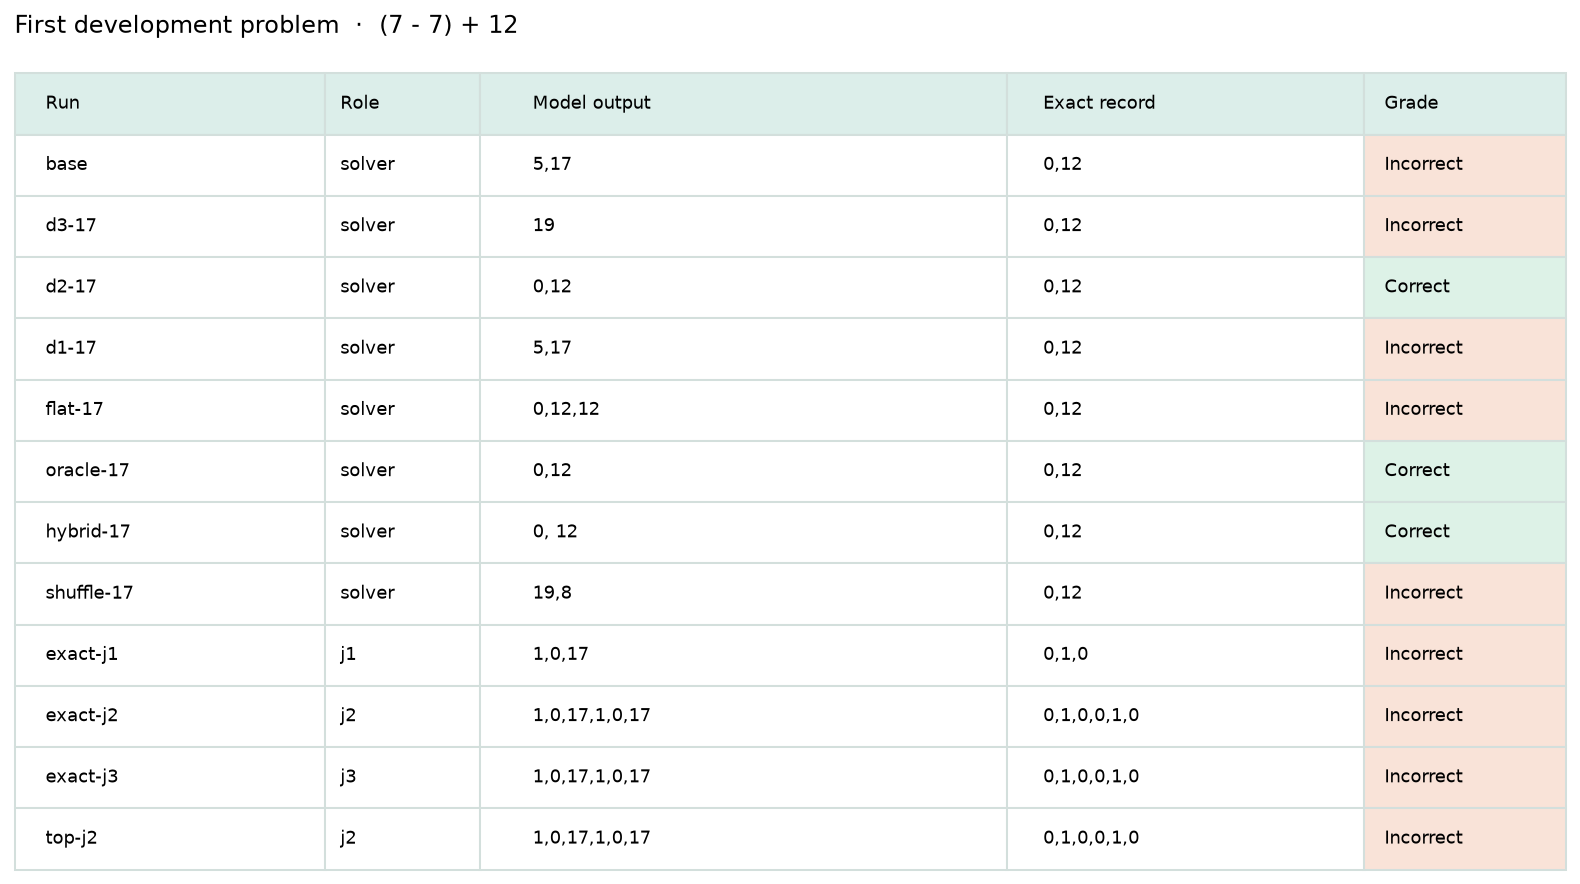 First development problem · (7 - 7) + 12
Run Role Model output Exact record Grade
base solver 5,17 0,12 Incorrect
d3-17 solver 19 0,12 Incorrect
d2-17 solver 0,12 0,12 Correct
d1-17 solver 5,17 0,12 Incorrect
flat-17 solver 0,12,12 0,12 Incorrect
oracle-17 solver 0,12 0,12 Correct
hybrid-17 solver 0, 12 0,12 Correct
shuffle-17 solver 19,8 0,12 Incorrect
exact-j1 j1 1,0,17 0,1,0 Incorrect
exact-j2 j2 1,0,17,1,0,17 0,1,0,0,1,0 Incorrect
exact-j3 j3 1,0,17,1,0,17 0,1,0,0,1,0 Incorrect
top-j2 j2 1,0,17,1,0,17 0,1,0,0,1,0 Incorrect